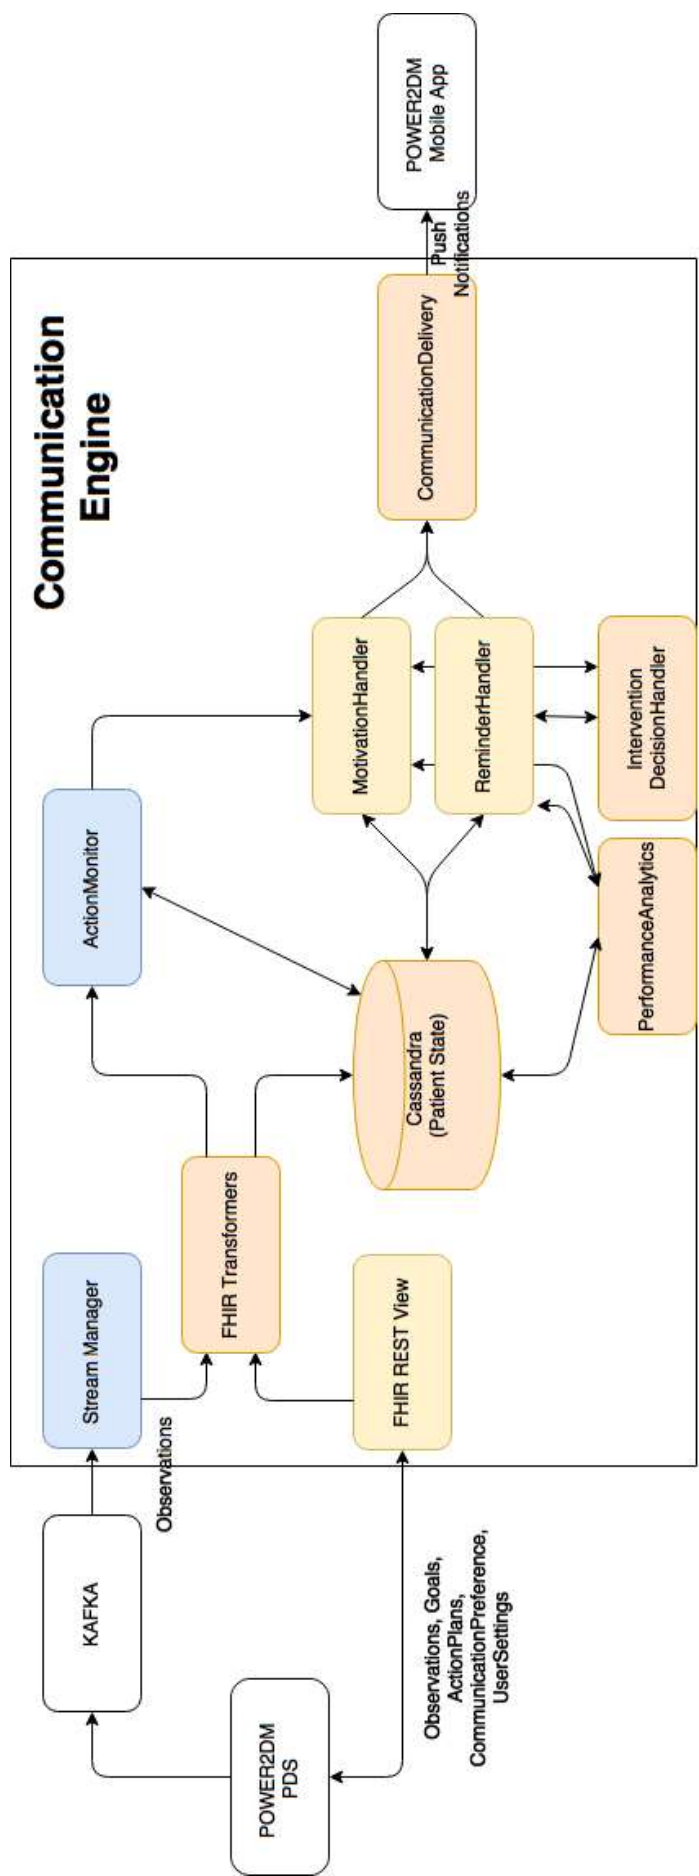 Communication
Engine
POWER2DM
PDS
KAFKA
Observations
Observations, Goals,
ActionPlans,
CommunicationPreference,
UserSettings
Stream Manager
FHIR Transformers
FHIR REST View
ActionMonitor
Cassandra
(Patient State)
MotivationHandler
ReminderHandler
PerformanceAnalytics
Intervention
DecisionHandler
CommunicationDelivery
Push
Notifications
POWER2DM
Mobile App